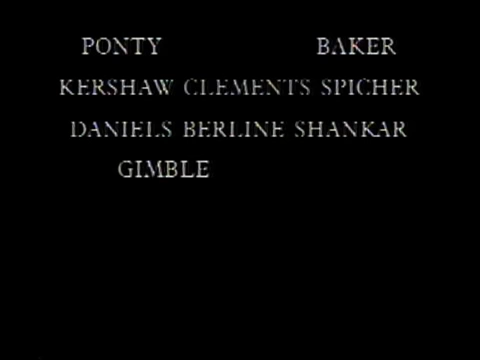 PONTY BAKER
KERSHAW CLEMENTS SPICHER
DANIELS BERLINE SHANKAR
GIMBLE